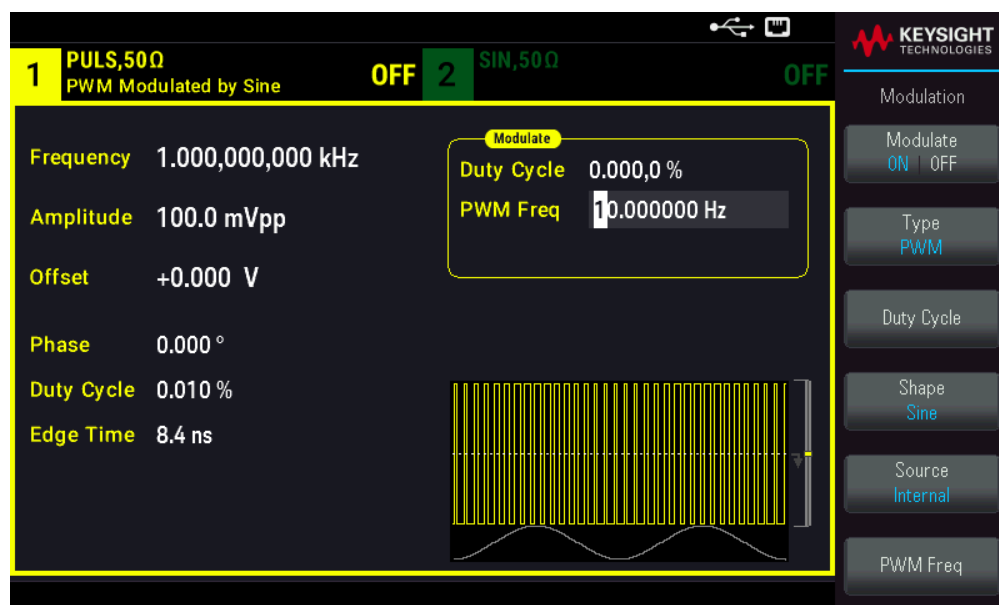 1
PULS,50Ω
PWM Modulated by Sine
OFF
2
SIN,50Ω
OFF
Frequency 1.000,000,000 kHz
Amplitude 100.0 mVpp
Offset +0.000 V
Phase 0.000 °
Duty Cycle 0.010 %
Edge Time 8.4 ns
Modulate
Duty Cycle 0.000,0 %
PWM Freq 10.000000 Hz
KEYSIGHT
TECHNOLOGIES
Modulation
Modulate
ON | OFF
Type
PWM
Duty Cycle
Shape
Sine
Source
Internal
PWM Freq